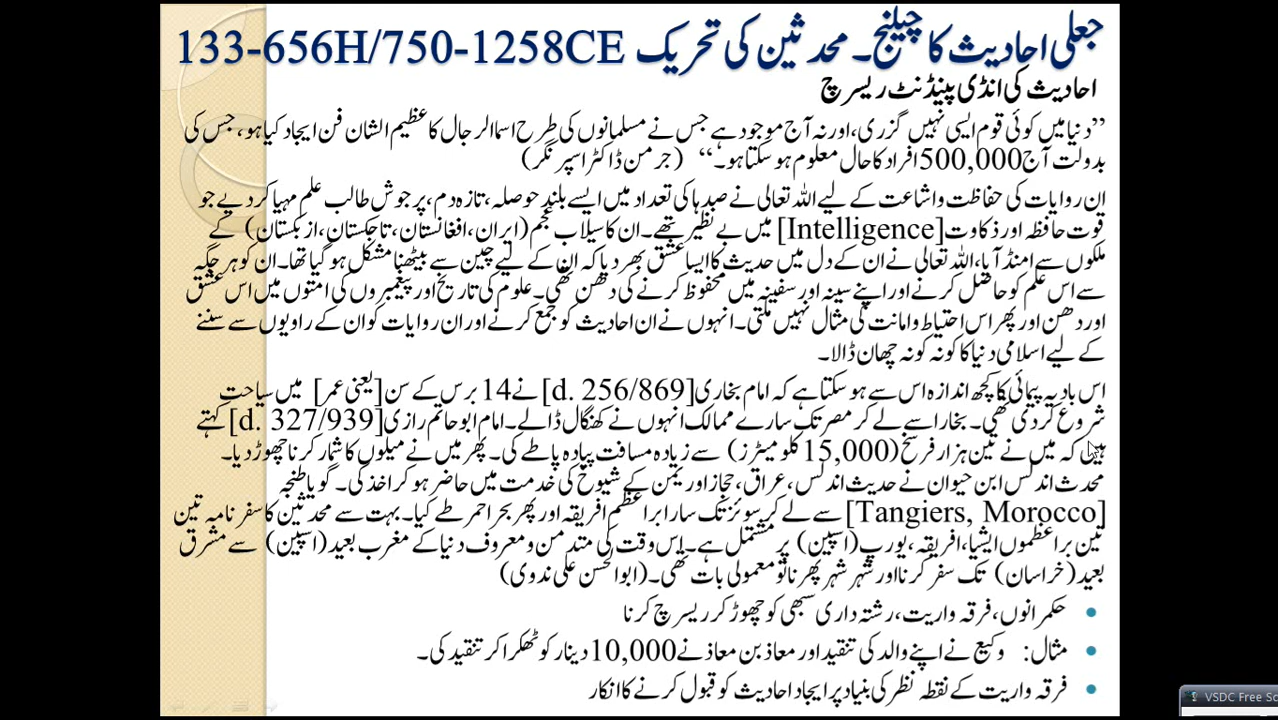 جعلی احادیث کا چیلنج۔ محدثین کی تحریک 133-656H/750-1258CE
احادیث کی انڈی پینڈنٹ ریسرچ
’’دنیا میں کوئی قوم ایسی نہیں گزری، اور نہ آج موجود ہے جس نے مسلمانوں کی طرح اسما الرجال کا عظیم الشان فن ایجاد کیا ہو، جس کی
بدولت آج 500,000 افراد کا حال معلوم ہو سکتا ہو۔‘‘ (جرمن ڈاکٹر اسپرنگر)
ان روایات کی حفاظت و اشاعت کے لیے اللہ تعالی نے صدہا کی تعداد میں ایسے بلند حوصلہ، تازہ دم، پرجوش طالب علم مہیا کر دیے جو
قوت حافظہ اور ذکاوت [Intelligence] میں بے نظیر تھے۔ ان کا سیلاب عجم (ایران، افغانستان، تاجکستان، ازبکستان) کے
ملکوں سے امنڈ آیا، اللہ تعالی نے ان کے دل میں حدیث کا ایسا عشق بھر دیا کہ ان کے لیے چین سے بیٹھنا مشکل ہو گیا تھا۔ ان کو ہر جگہ
سے اس علم کو حاصل کرنے اور اپنے سینہ اور سفینہ میں محفوظ کرنے کی دھن تھی۔ علوم کی تاریخ اور پیغمبروں کی امتوں میں اس عشق
اور دھن اور پھر اس احتیاط و امانت کی مثال نہیں ملتی۔ انہوں نے ان احادیث کو جمع کرنے اور ان روایات کو ان کے راویوں سے سننے
کے لیے اسلامی دنیا کا کونہ کونہ چھان ڈالا۔
اس بادیہ پیمائی کا کچھ اندازہ اس سے ہو سکتا ہے کہ امام بخاری [d. 256/869] نے 14 برس کے سن [یعنی عمر] میں سیاحت
شروع کر دی تھی۔ بخارا سے لے کر مصر تک سارے ممالک انہوں نے کھنگال ڈالے۔ امام ابو حاتم رازی [d. 327/939] کہتے
ہیں کہ میں نے تین ہزار فرسخ (15,000 کلومیٹرز) سے زیادہ مسافت پیادہ پا طے کی۔ پھر میں نے میلوں کا شمار کرنا چھوڑ دیا۔
محدث اندلس ابن حیوان نے حدیث اندلس، عراق، حجاز اور یمن کے شیوخ کی خدمت میں حاضر ہو کر اخذ کی۔ گویا طنجر
[Tangiers, Morocco] سے لے کر سوئز تک سارا براعظم افریقہ اور پھر بحر احمر طے کیا۔ بہت سے محدثین کا سفر نامہ تین
تین براعظموں ایشیا، افریقہ، یورپ (اسپین) پر مشتمل ہے۔ اس وقت کی متمدن و معروف دنیا کے مغرب بعید (اسپین) سے مشرق
بعید (خراسان) تک سفر کرنا اور شہر شہر پھرنا تو معمولی بات تھی۔ (ابوالحسن علی ندوی)
• حکمرانوں، فرقہ واریت، رشتہ داری سبھی کو چھوڑ کر ریسرچ کرنا
• مثال: وکیع نے اپنے والد کی تنقید اور معاذ بن معاذ نے 10,000 دینار کو ٹھکرا کر تنقید کی۔
• فرقہ واریت کے نقطہ نظر کی بنیاد پر ایجاد احادیث کو قبول کرنے کا انکار
VSDC Free Sc